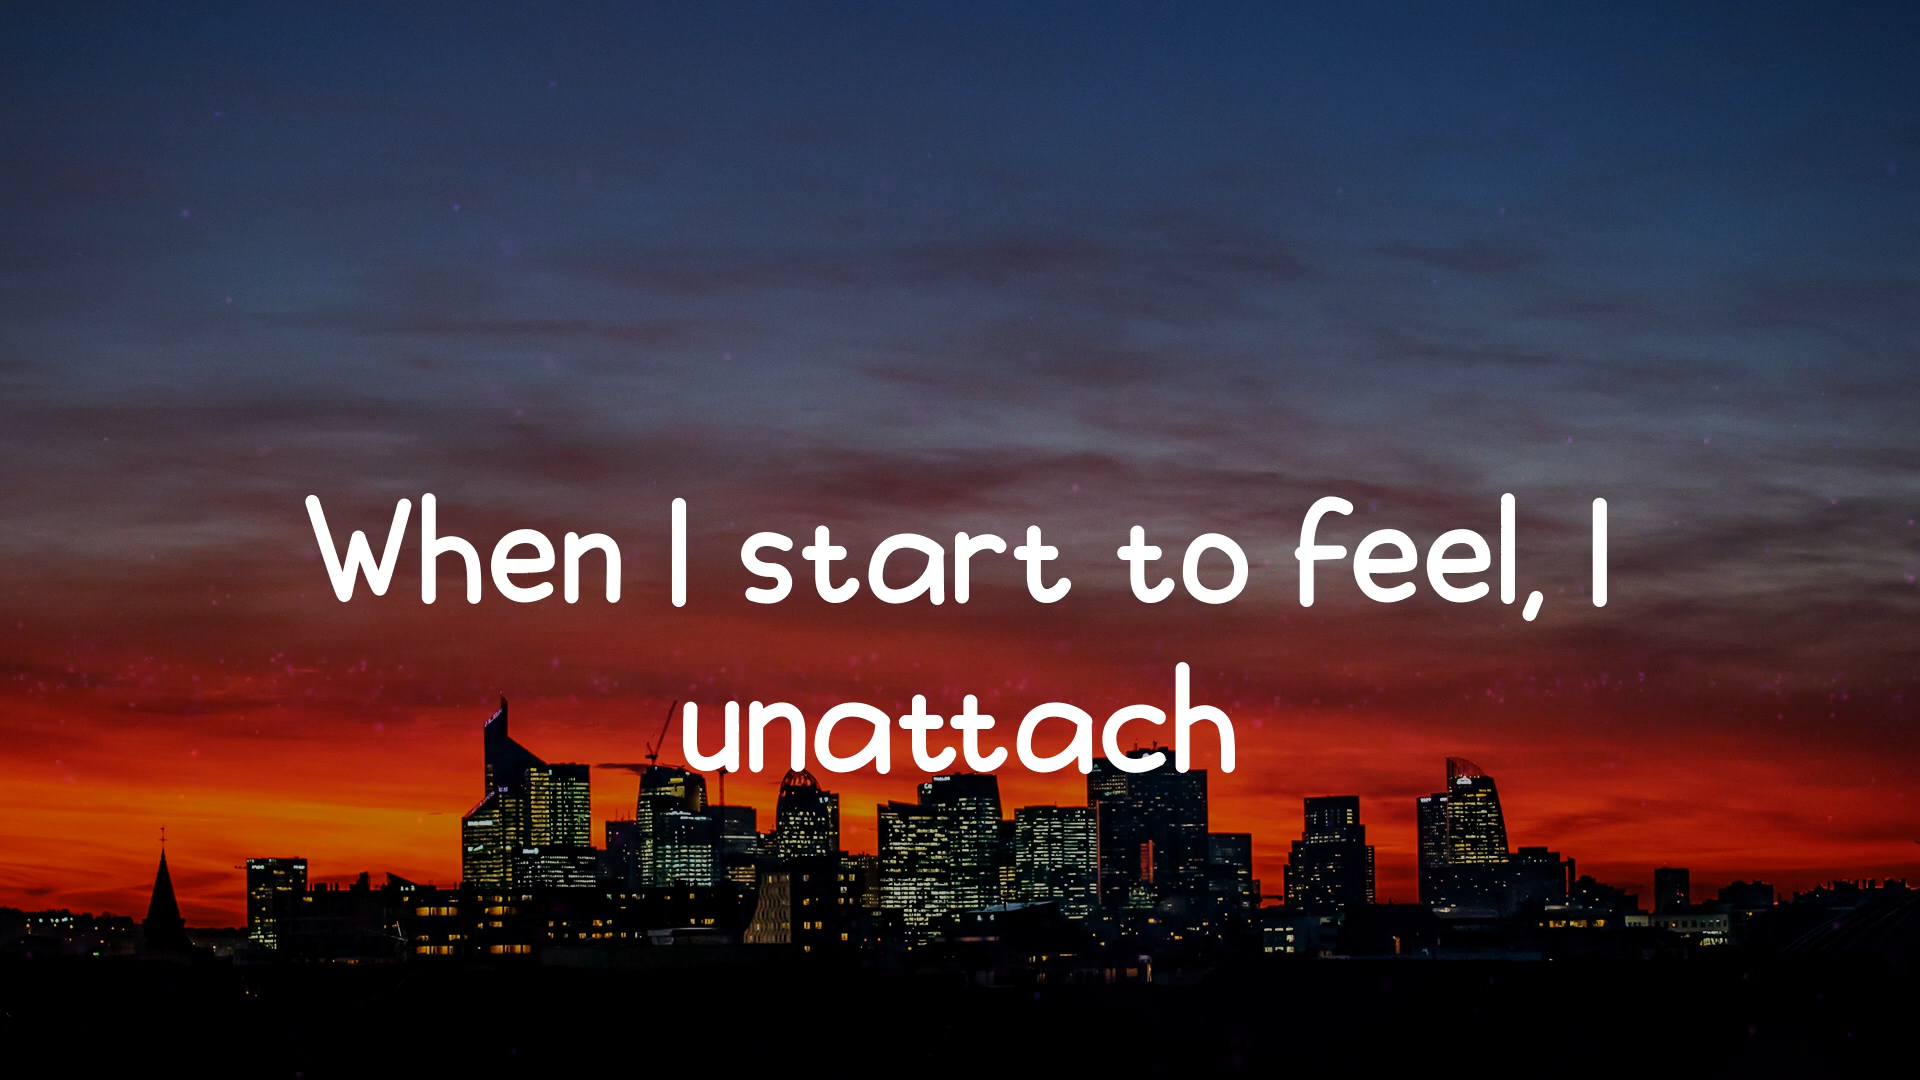 When I start to feel, I
unattach